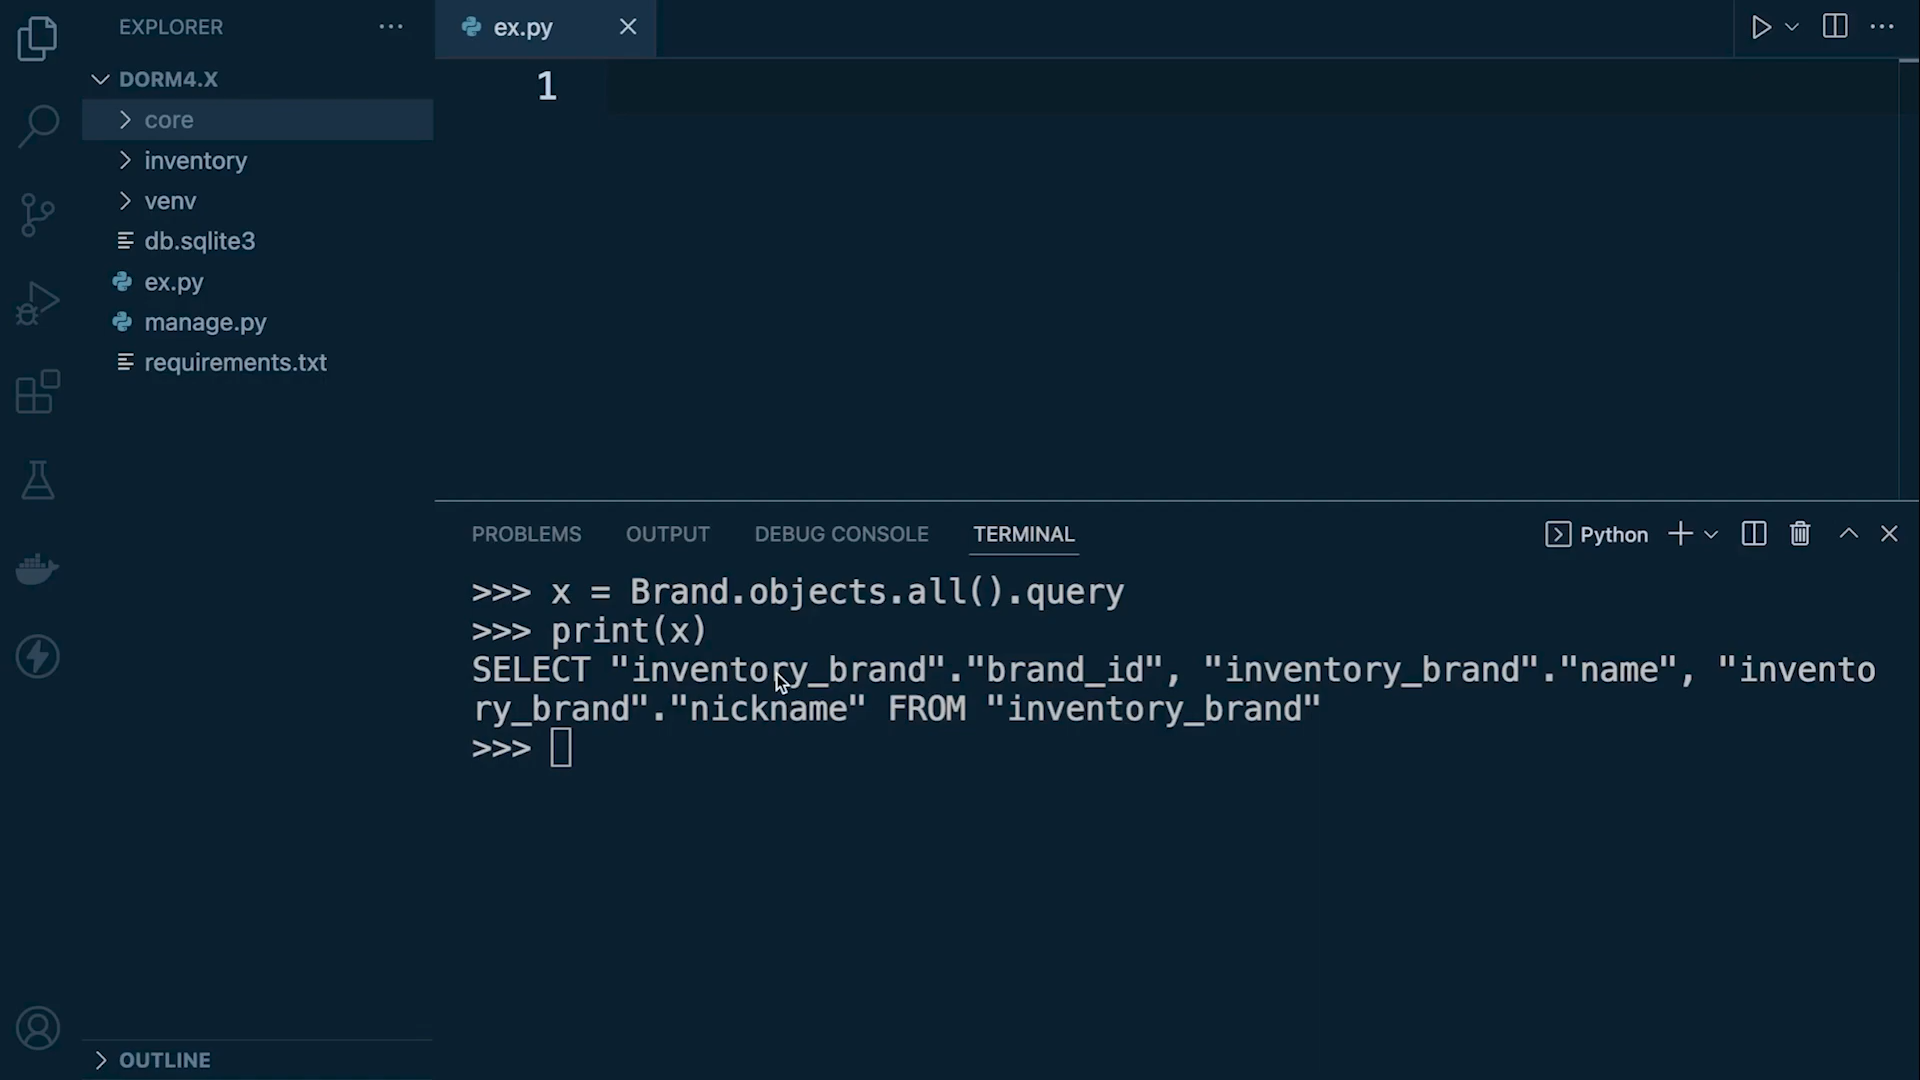 EXPLORER
DORM4.X
core
inventory
venv
db.sqlite3
ex.py
manage.py
requirements.txt
OUTLINE
ex.py
1
PROBLEMS OUTPUT DEBUG CONSOLE TERMINAL
Python
>>> x = Brand.objects.all().query
>>> print(x)
SELECT "inventory_brand"."brand_id", "inventory_brand"."name", "invento
ry_brand"."nickname" FROM "inventory_brand"
>>>